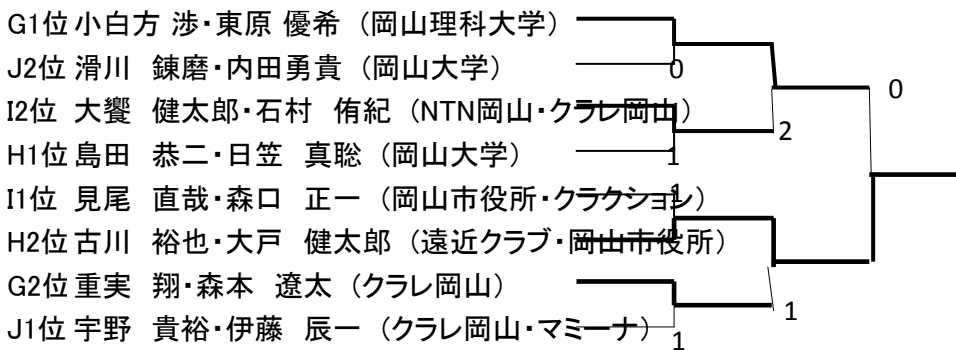 G1位 小白方 渉・東原 優希 (岡山理科大学)
J2位 滑川 錬磨・内田勇貴 (岡山大学)
0
0
I2位 大饗 健太郎・石村 侑紀 (NTN岡山・クラレ岡山)
2
H1位 島田 恭二・日笠 真聡 (岡山大学)
1
I1位 見尾 直哉・森口 正一 (岡山市役所・クラクション)
1
H2位 古川 裕也・大戸 健太郎 (遠近クラブ・岡山市役所)
G2位 重実 翔・森本 遼太 (クラレ岡山)
1
J1位 宇野 貴裕・伊藤 辰一 (クラレ岡山・マミーナ)
1